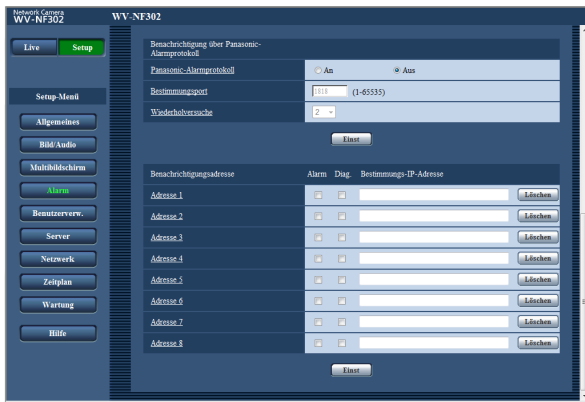 Network Camera
WV-NF302
WV-NF302
Live
Setup
Setup-Menü
Allgemeines
Bild/Audio
Multibildschirm
Alarm
Benutzerverw.
Server
Netzwerk
Zeitplan
Wartung
Hilfe
Benachrichtigung über Panasonic-
Alarmprotokoll
Panasonic-Alarmprotokoll
An
Aus
Bestimmungsport
1818
(1-65535)
Wiederholversuche
2
Einst
Benachrichtigungsadresse
Alarm
Diag.
Bestimmungs-IP-Adresse
Adresse 1
Löschen
Adresse 2
Löschen
Adresse 3
Löschen
Adresse 4
Löschen
Adresse 5
Löschen
Adresse 6
Löschen
Adresse 7
Löschen
Adresse 8
Löschen
Einst